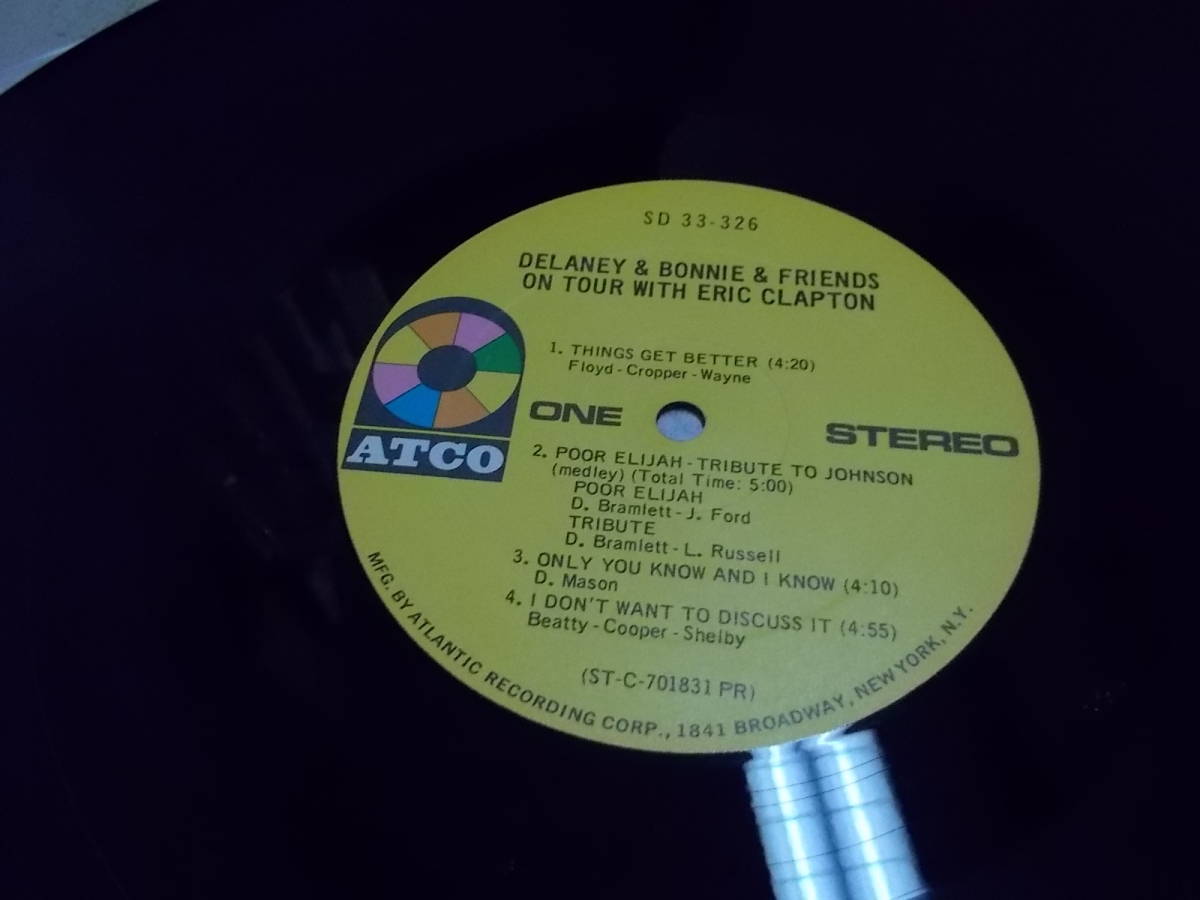 SD 33-326
DELANEY & BONNIE & FRIENDS
ON TOUR WITH ERIC CLAPTON
1. THINGS GET BETTER (4:20)
Floyd - Cropper - Wayne
ONE
STEREO
ATCO
2. POOR ELIJAH - TRIBUTE TO JOHNSON
(medley) (Total Time: 5:00)
POOR ELIJAH
D. Bramlett - J. Ford
TRIBUTE
D. Bramlett - L. Russell
3. ONLY YOU KNOW AND I KNOW (4:10)
D. Mason
4. I DON'T WANT TO DISCUSS IT (4:55)
Beatty - Cooper - Shelby
(ST-C-701831 PR)
MFG. BY ATLANTIC RECORDING CORP., 1841 BROADWAY, NEW YORK, N.Y.